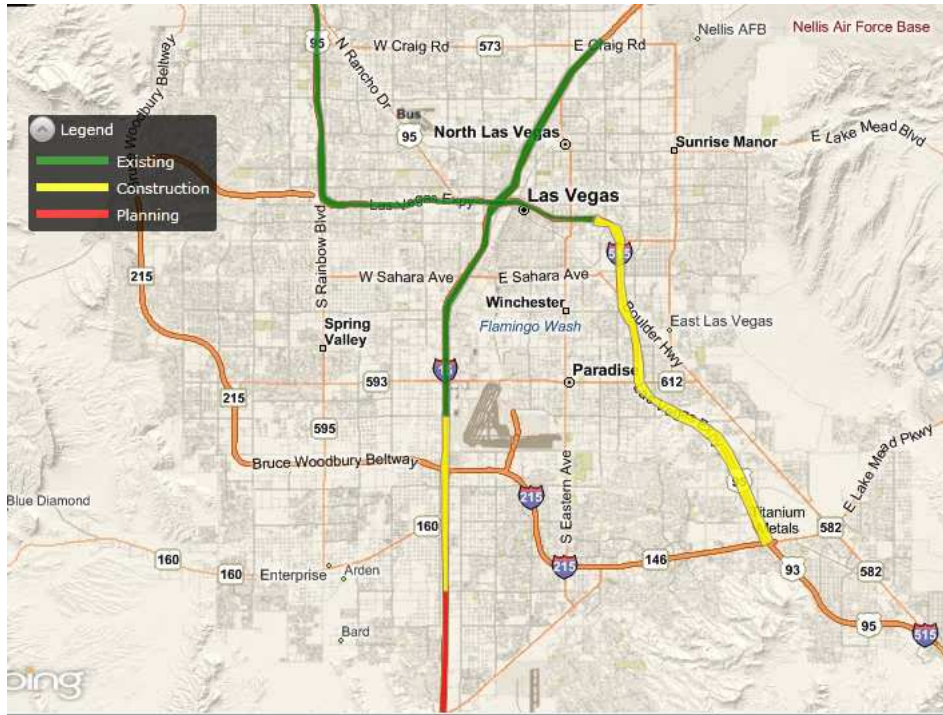 Nellis AFB
Nellis Air Force Base
W Craig Rd
573
E Craig Rd
95
N Rancho Dr
Bruce Woodbury Beltway
Legend
Existing
Construction
Planning
Bus
95
North Las Vegas
Sunrise Manor
E Lake Mead Blvd
Las Vegas Expy
Las Vegas
S Rainbow Blvd
215
W Sahara Ave
E Sahara Ave
Winchester
Flamingo Wash
Boulder Hwy
East Las Vegas
Spring
Valley
593
Paradise
612
215
595
Bruce Woodbury Beltway
S Eastern Ave
E Lake Mead Pkwy
Blue Diamond
215
160
Metals
582
160
160
Enterprise
Arden
215
146
93
582
Bard
95
515